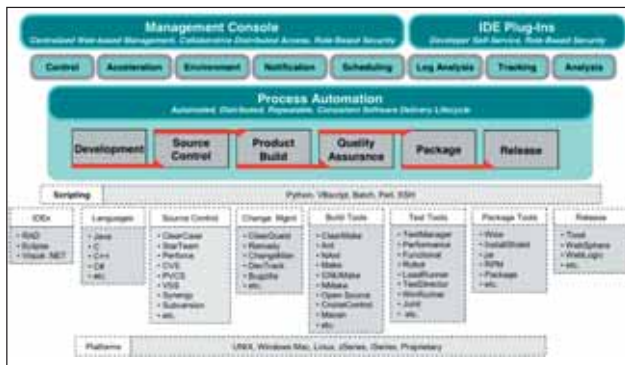 Management Console
Centralized Web-based Management, Collaborative Distributed Access, Role-Based Security
IDE Plug-Ins
Developer Self Service, Role-Based Security
Control
Acceleration
Environment
Notification
Scheduling
Log Analysis
Tracking
Analysis
Process Automation
Automated, Distributed, Repeatable, Consistent Software Delivery Lifecycle
Development
Source
Control
Product
Build
Quality
Assurance
Package
Release
Scripting
Python, VBscript, Batch, Perl, SSH
IDEs
• RAD
• Eclipse
• Visual .NET
Languages
• Java
• C
• C++
• C#
• etc.
Source Control
• ClearCase
• StarTeam
• Perforce
• CVS
• PVCS
• VSS
• Synergy
• Subversion
• etc.
Change Mgmt
• ClearQuest
• Remedy
• ChangeMan
• DevTrack
• Bugzilla
• etc.
Build Tools
• ClearMake
• Ant
• NAnt
• Make
• GNUMake
• NMake
• Open Source
• CruiseControl
• Maven
• etc.
Test Tools
• TestManager
• Performance
• Functional
• Robot
• LoadRunner
• TestDirector
• WinRunner
• JUnit
• etc.
Package Tools
• Wise
• InstallShield
• jar
• RPM
• Package
• etc.
Release
• Tivoli
• WebSphere
• WebLogic
• etc.
Platforms
UNIX, Windows Mac, Linux, zSeries, iSeries, Proprietary